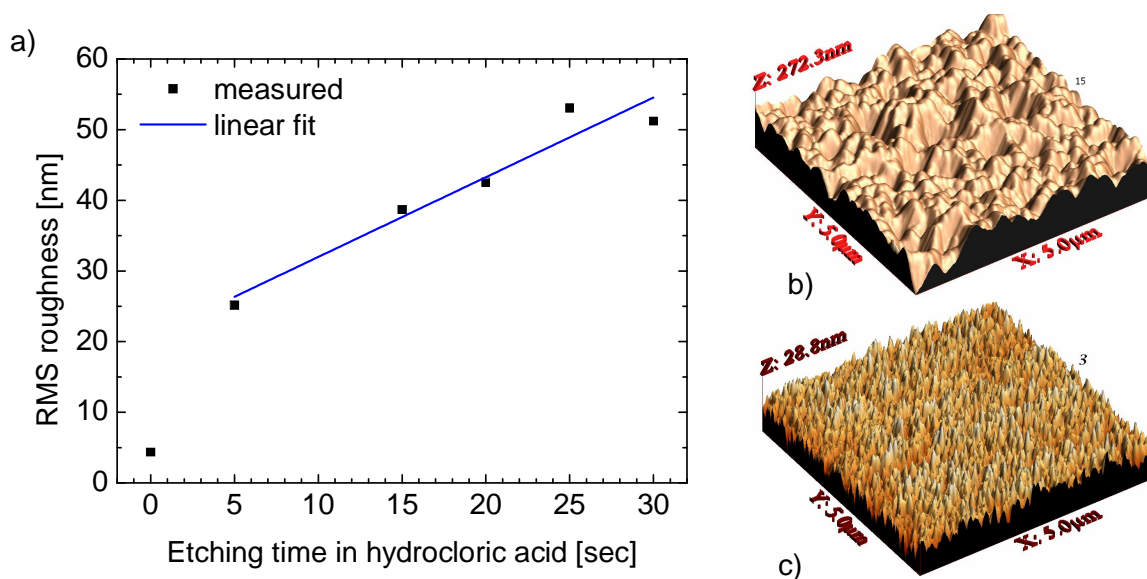 a)
RMS roughness [nm]
60
50
40
30
20
10
0
measured
linear fit
0 5 10 15 20 25 30
Etching time in hydrocloric acid [sec]
Z: 272.3nm
15
Y: 5.0µm
X: 5.0µm
b)
Z: 28.8nm
3
Y: 5.0µm
X: 5.0µm
c)